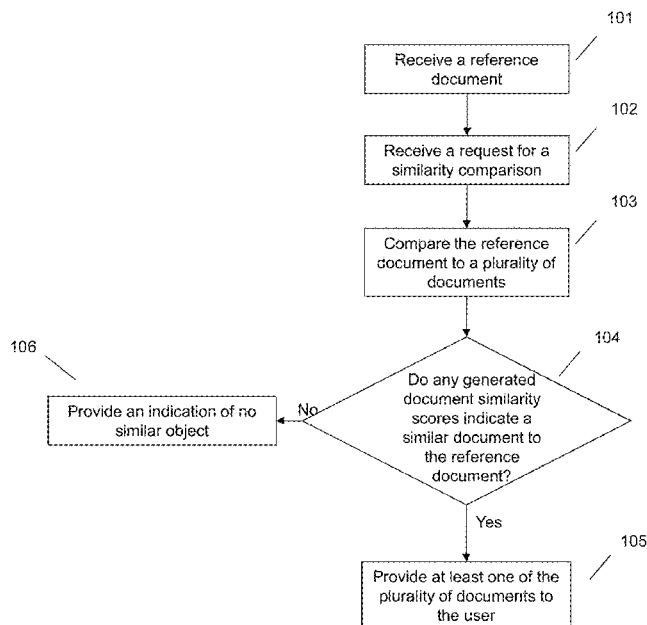 101
Receive a reference
document
102
Receive a request for a
similarity comparison
103
Compare the reference
document to a plurality of
documents
104
Do any generated
document similarity
scores indicate a
similar document to
the reference
document?
No
106
Provide an indication of no
similar object
Yes
105
Provide at least one of the
plurality of documents to
the user